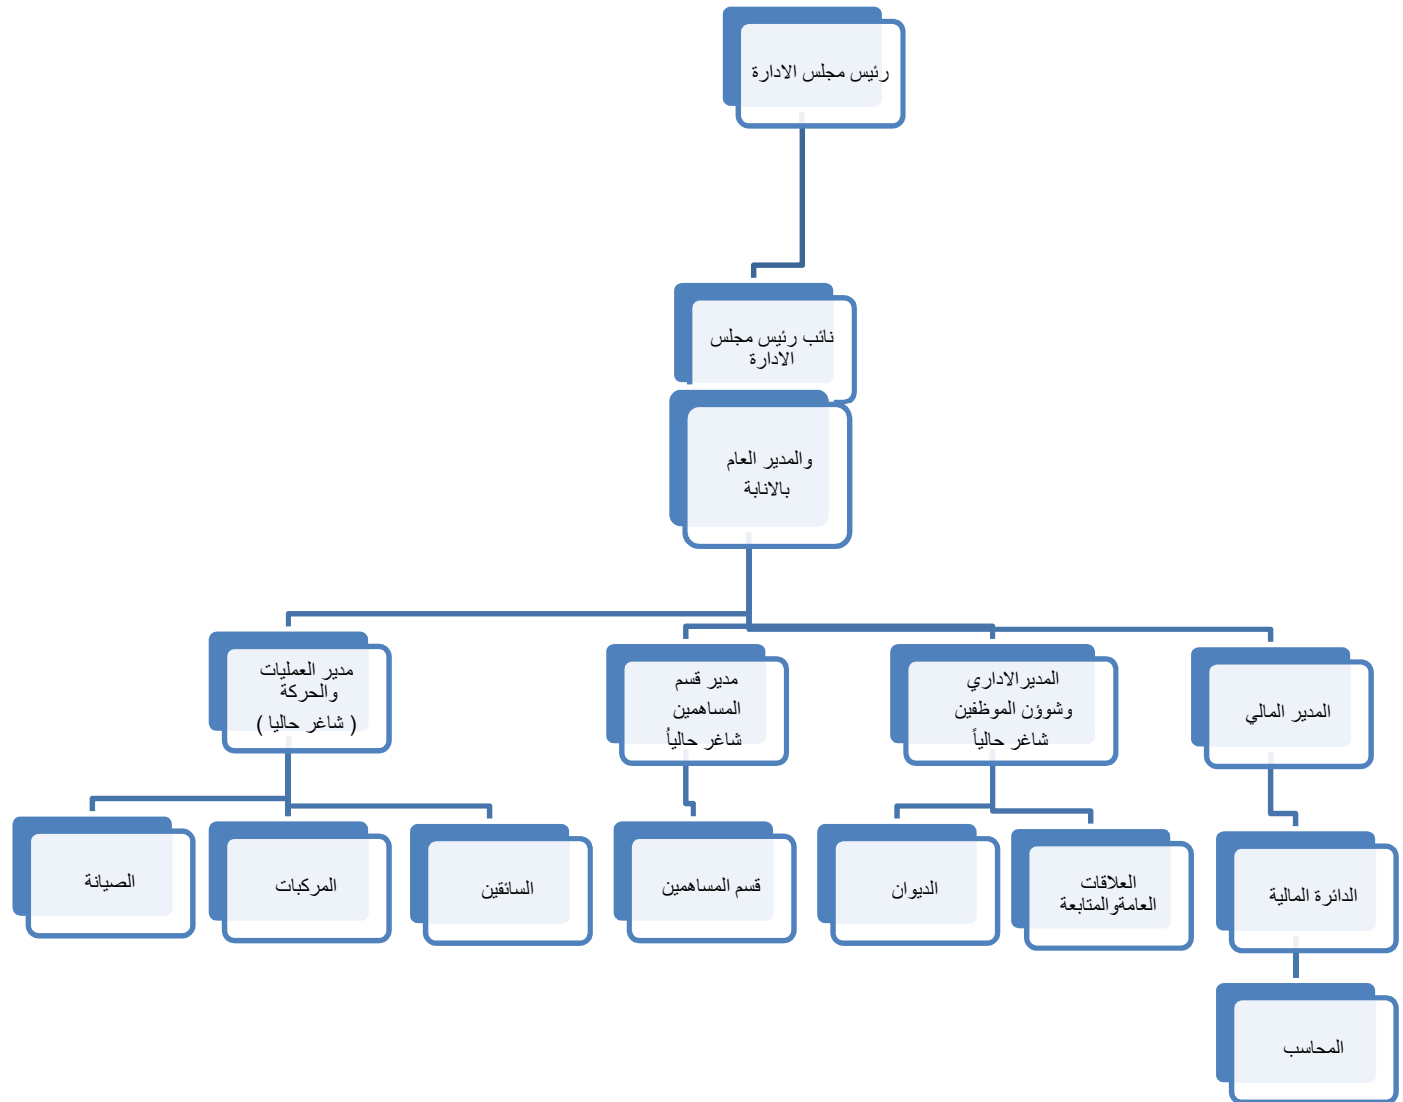 رئيس مجلس الادارة
نائب رئيس مجلس
الادارة
والمدير العام
بالانابة
المدير المالي
المديرالاداري
وشوؤن الموظفين
شاغر حالياً
مدير قسم
المساهمين
شاغر حالياُ
مدير العمليات
والحركة
( شاغر حاليا )
الدائرة المالية
العلاقات
العامةوالمتابعة
الديوان
قسم المساهمين
السائقين
المركبات
الصيانة
المحاسب